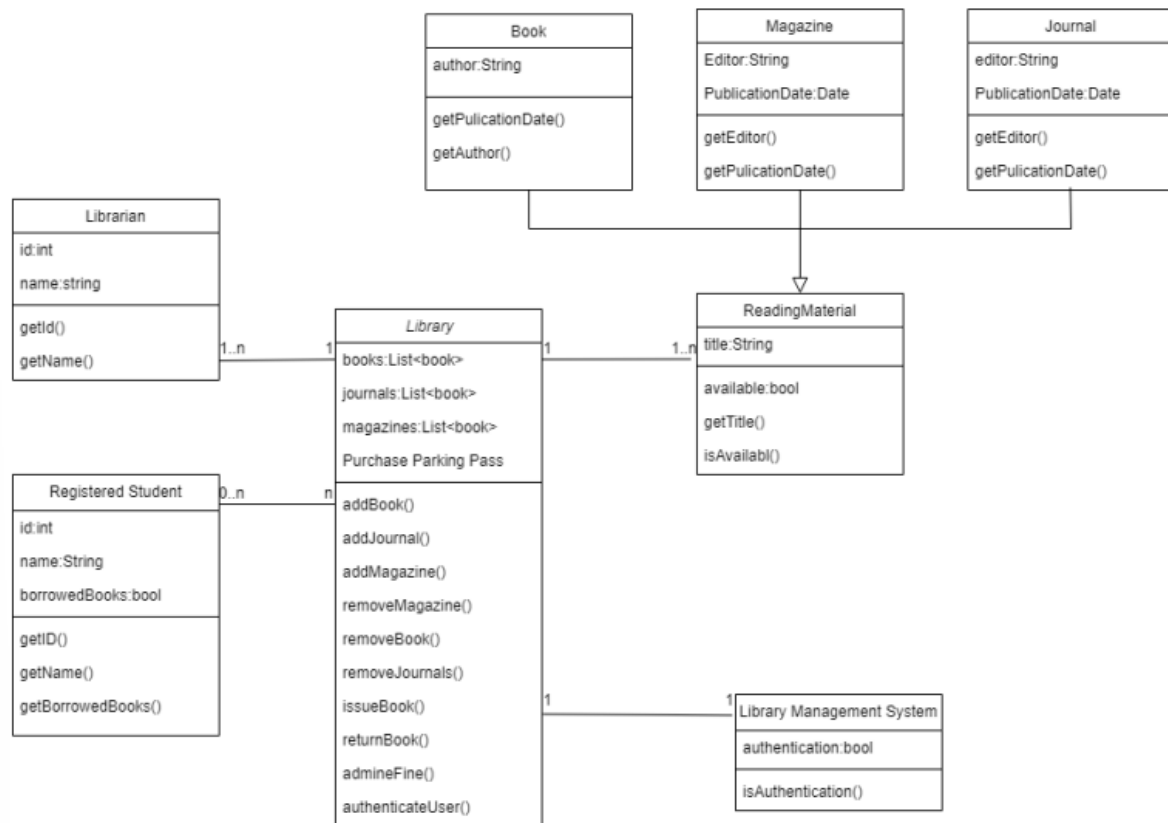 Book
author:String
getPulicationDate()
getAuthor()
Magazine
Editor:String
PublicationDate:Date
getEditor()
getPulicationDate()
Journal
editor:String
PublicationDate:Date
getEditor()
getPulicationDate()
Librarian
id:int
name:string
getId()
getName()
1..n
1
Library
books:List<book>
journals:List<book>
magazines:List<book>
Purchase Parking Pass
addBook()
addJournal()
addMagazine()
removeMagazine()
removeBook()
removeJournals()
issueBook()
returnBook()
admineFine()
authenticateUser()
1
1..n
ReadingMaterial
title:String
available:bool
getTitle()
isAvailabl()
Registered Student
id:int
name:String
borrowedBooks:bool
getID()
getName()
getBorrowedBooks()
0..n
n
1
1
Library Management System
authentication:bool
isAuthentication()